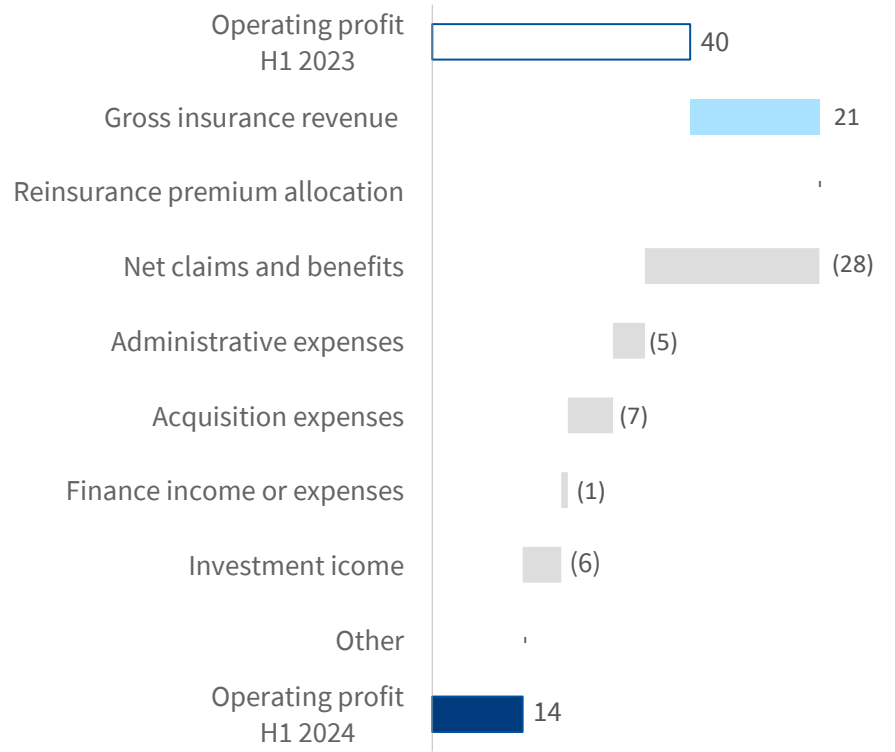 Operating profit
H1 2023
40
Gross insurance revenue
21
Reinsurance premium allocation
-
Net claims and benefits
(28)
Administrative expenses
(5)
Acquisition expenses
(7)
Finance income or expenses
(1)
Investment icome
(6)
Other
-
Operating profit
H1 2024
14